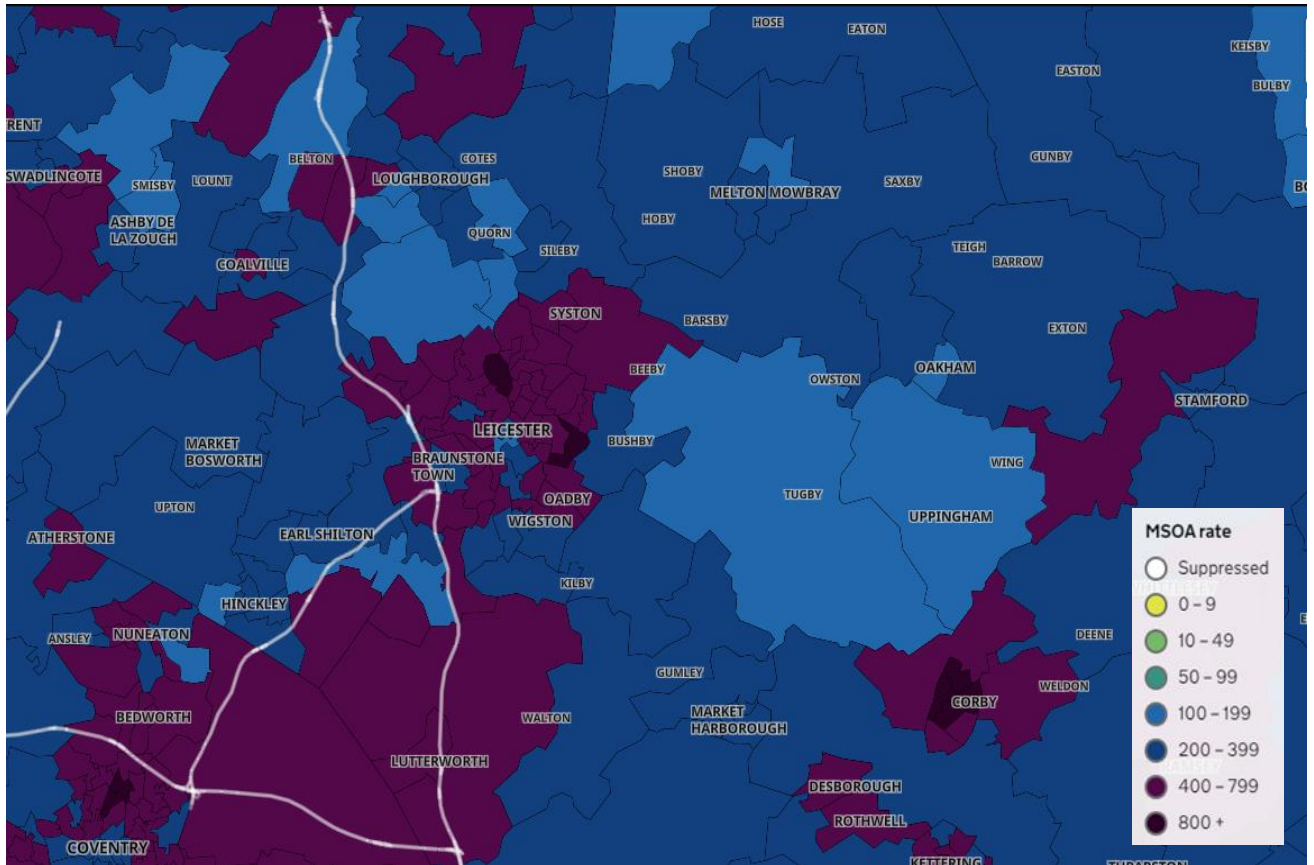 HOSE
EATON
KEISBY
EASTON
BULBY
RENT
BELTON
COTES
GUNBY
SWADLINCOTE
SMISBY
LOUNT
LOUGHBOROUGH
SHOBY
MELTON MOWBRAY
SAXBY
BO
ASHBY DE
LA ZOUCH
HOBY
QUORN
SILEBY
TEIGH
BARROW
COALVILLE
SYSTON
BARSBY
EXTON
BEEBY
OWSTON
OAKHAM
STAMFORD
LEICESTER
BUSHBY
MARKET
BOSWORTH
BRAUNSTONE
TOWN
WING
UPTON
OADBY
TUGBY
UPPINGHAM
WIGSTON
ATHERSTONE
EARL SHILTON
KILBY
HINCKLEY
ANSLEY
NUNEATON
DEENE
GUMLEY
WELDON
CORBY
BEDWORTH
WALTON
MARKET
HARBOROUGH
LUTTERWORTH
DESBOROUGH
ROTHWELL
COVENTRY
KETTERING
THRAPSTON
MSOA rate
Suppressed
0 – 9
10 – 49
50 – 99
100 – 199
200 – 399
400 – 799
800 +